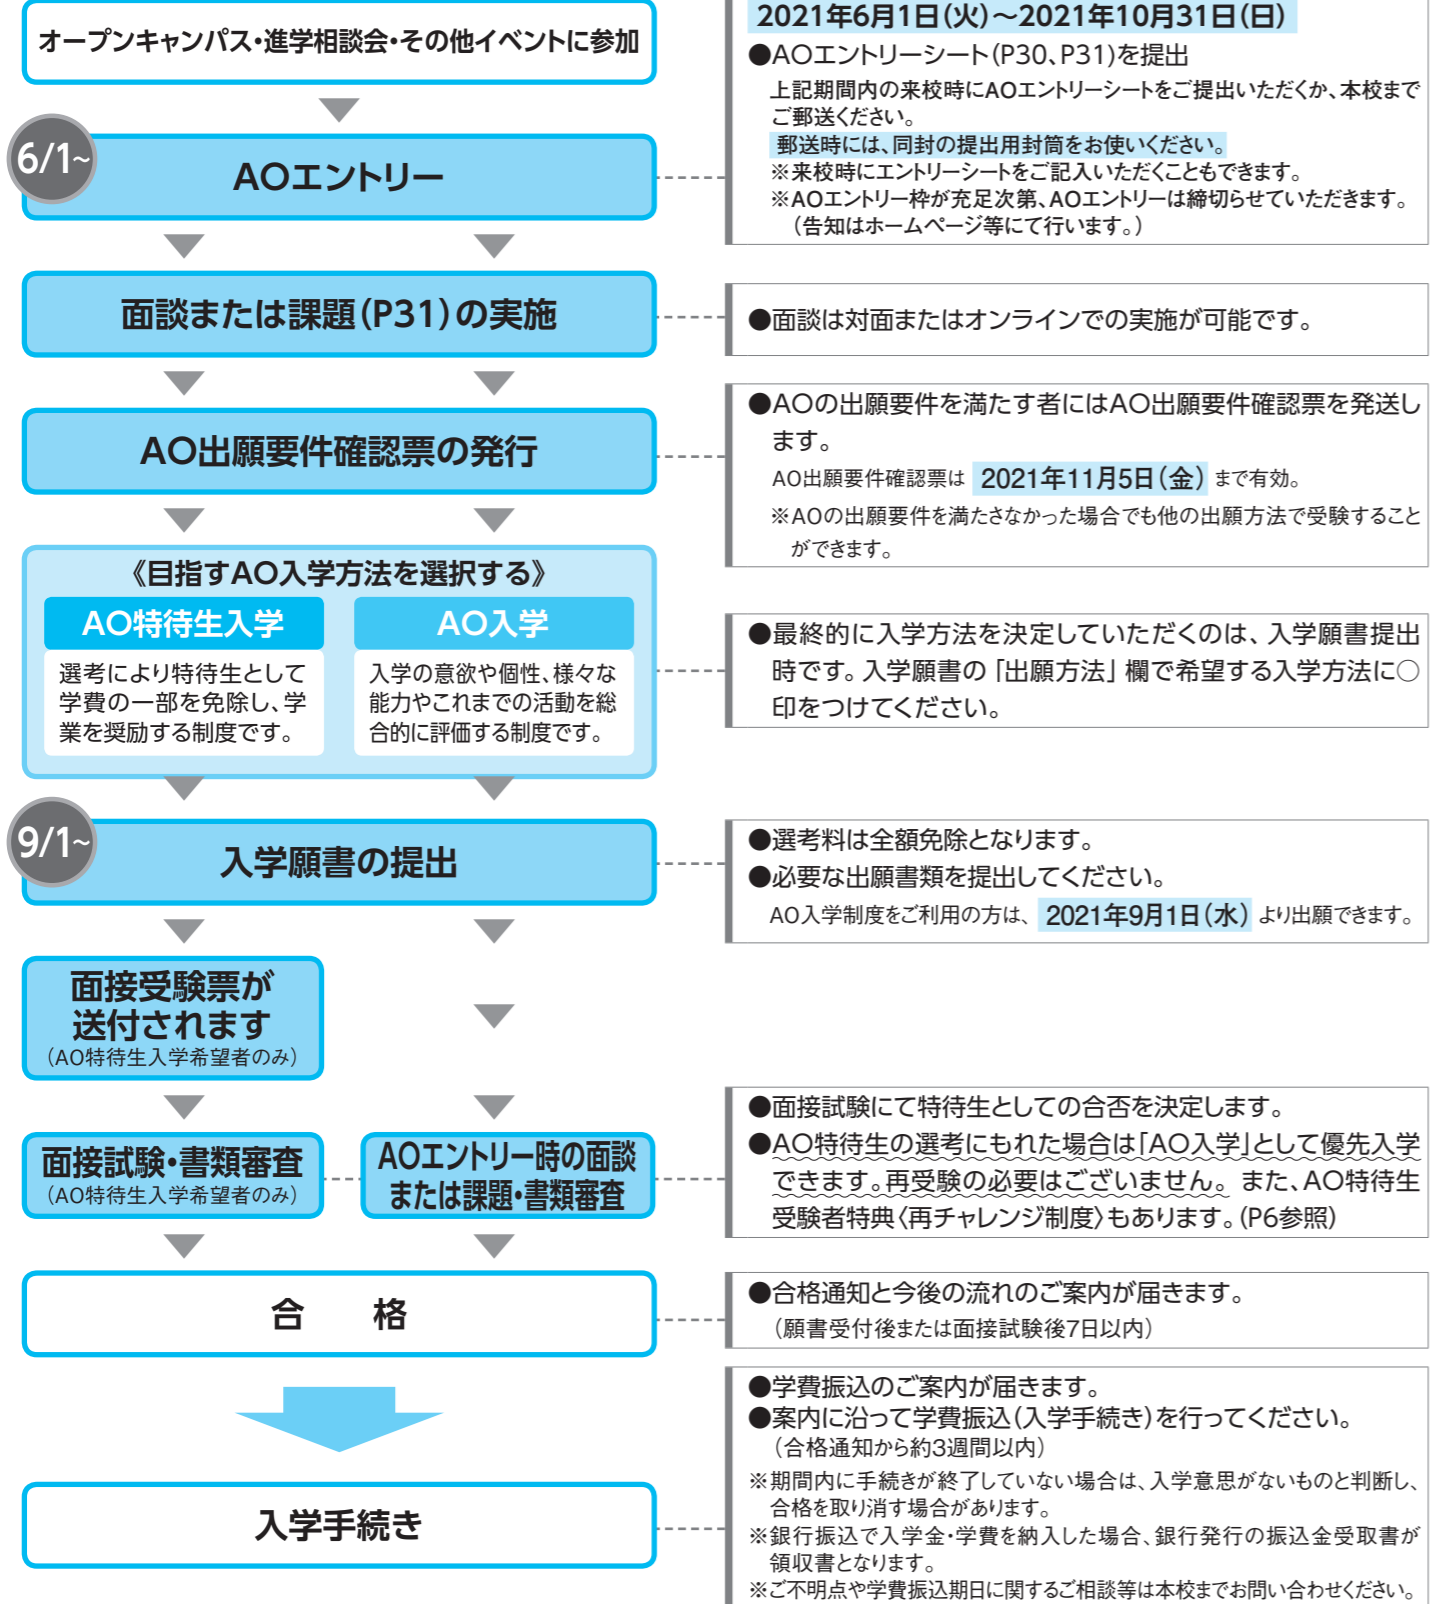 オープンキャンパス・進学相談会・その他イベントに参加
2021年6月1日(火)～2021年10月31日(日)
●AOエントリーシート(P30、P31)を提出
上記期間内の来校時にAOエントリーシートをご提出いただくか、本校まで
ご郵送ください。
郵送時には、同封の提出用封筒をお使いください。
※来校時にエントリーシートをご記入いただくこともできます。
※AOエントリー枠が充足次第、AOエントリーは締切らせていただきます。
(告知はホームページ等にて行います。)
6/1~
AOエントリー
面談または課題(P31)の実施
●面談は対面またはオンラインでの実施が可能です。
AO出願要件確認票の発行
●AOの出願要件を満たす者にはAO出願要件確認票を発送し
ます。
AO出願要件確認票は 2021年11月5日(金) まで有効。
※AOの出願要件を満たさなかった場合でも他の出願方法で受験すること
ができます。
《目指すAO入学方法を選択する》
AO特待生入学
選考により特待生として
学費の一部を免除し、学
業を奨励する制度です。
AO入学
入学の意欲や個性、様々な
能力やこれまでの活動を総
合的に評価する制度です。
●最終的に入学方法を決定していただくのは、入学願書提出
時です。入学願書の「出願方法」欄で希望する入学方法に○
印をつけてください。
9/1~
入学願書の提出
●選考料は全額免除となります。
●必要な出願書類を提出してください。
AO入学制度をご利用の方は、 2021年9月1日(水) より出願できます。
面接受験票が
送付されます
(AO特待生入学希望者のみ)
面接試験・書類審査
(AO特待生入学希望者のみ)
AOエントリー時の面談
または課題・書類審査
●面接試験にて特待生としての合否を決定します。
●AO特待生の選考にもれた場合は「AO入学」として優先入学
できます。再受験の必要はございません。また、AO特待生
受験者特典〈再チャレンジ制度〉もあります。(P6参照)
合　　格
●合格通知と今後の流れのご案内が届きます。
(願書受付後または面接試験後7日以内)
入学手続き
●学費振込のご案内が届きます。
●案内に沿って学費振込(入学手続き)を行ってください。
(合格通知から約3週間以内)
※期間内に手続きが終了していない場合は、入学意思がないものと判断し、
合格を取り消す場合があります。
※銀行振込で入学金・学費を納入した場合、銀行発行の振込金受取書が
領収書となります。
※ご不明点や学費振込期日に関するご相談等は本校までお問い合わせください。